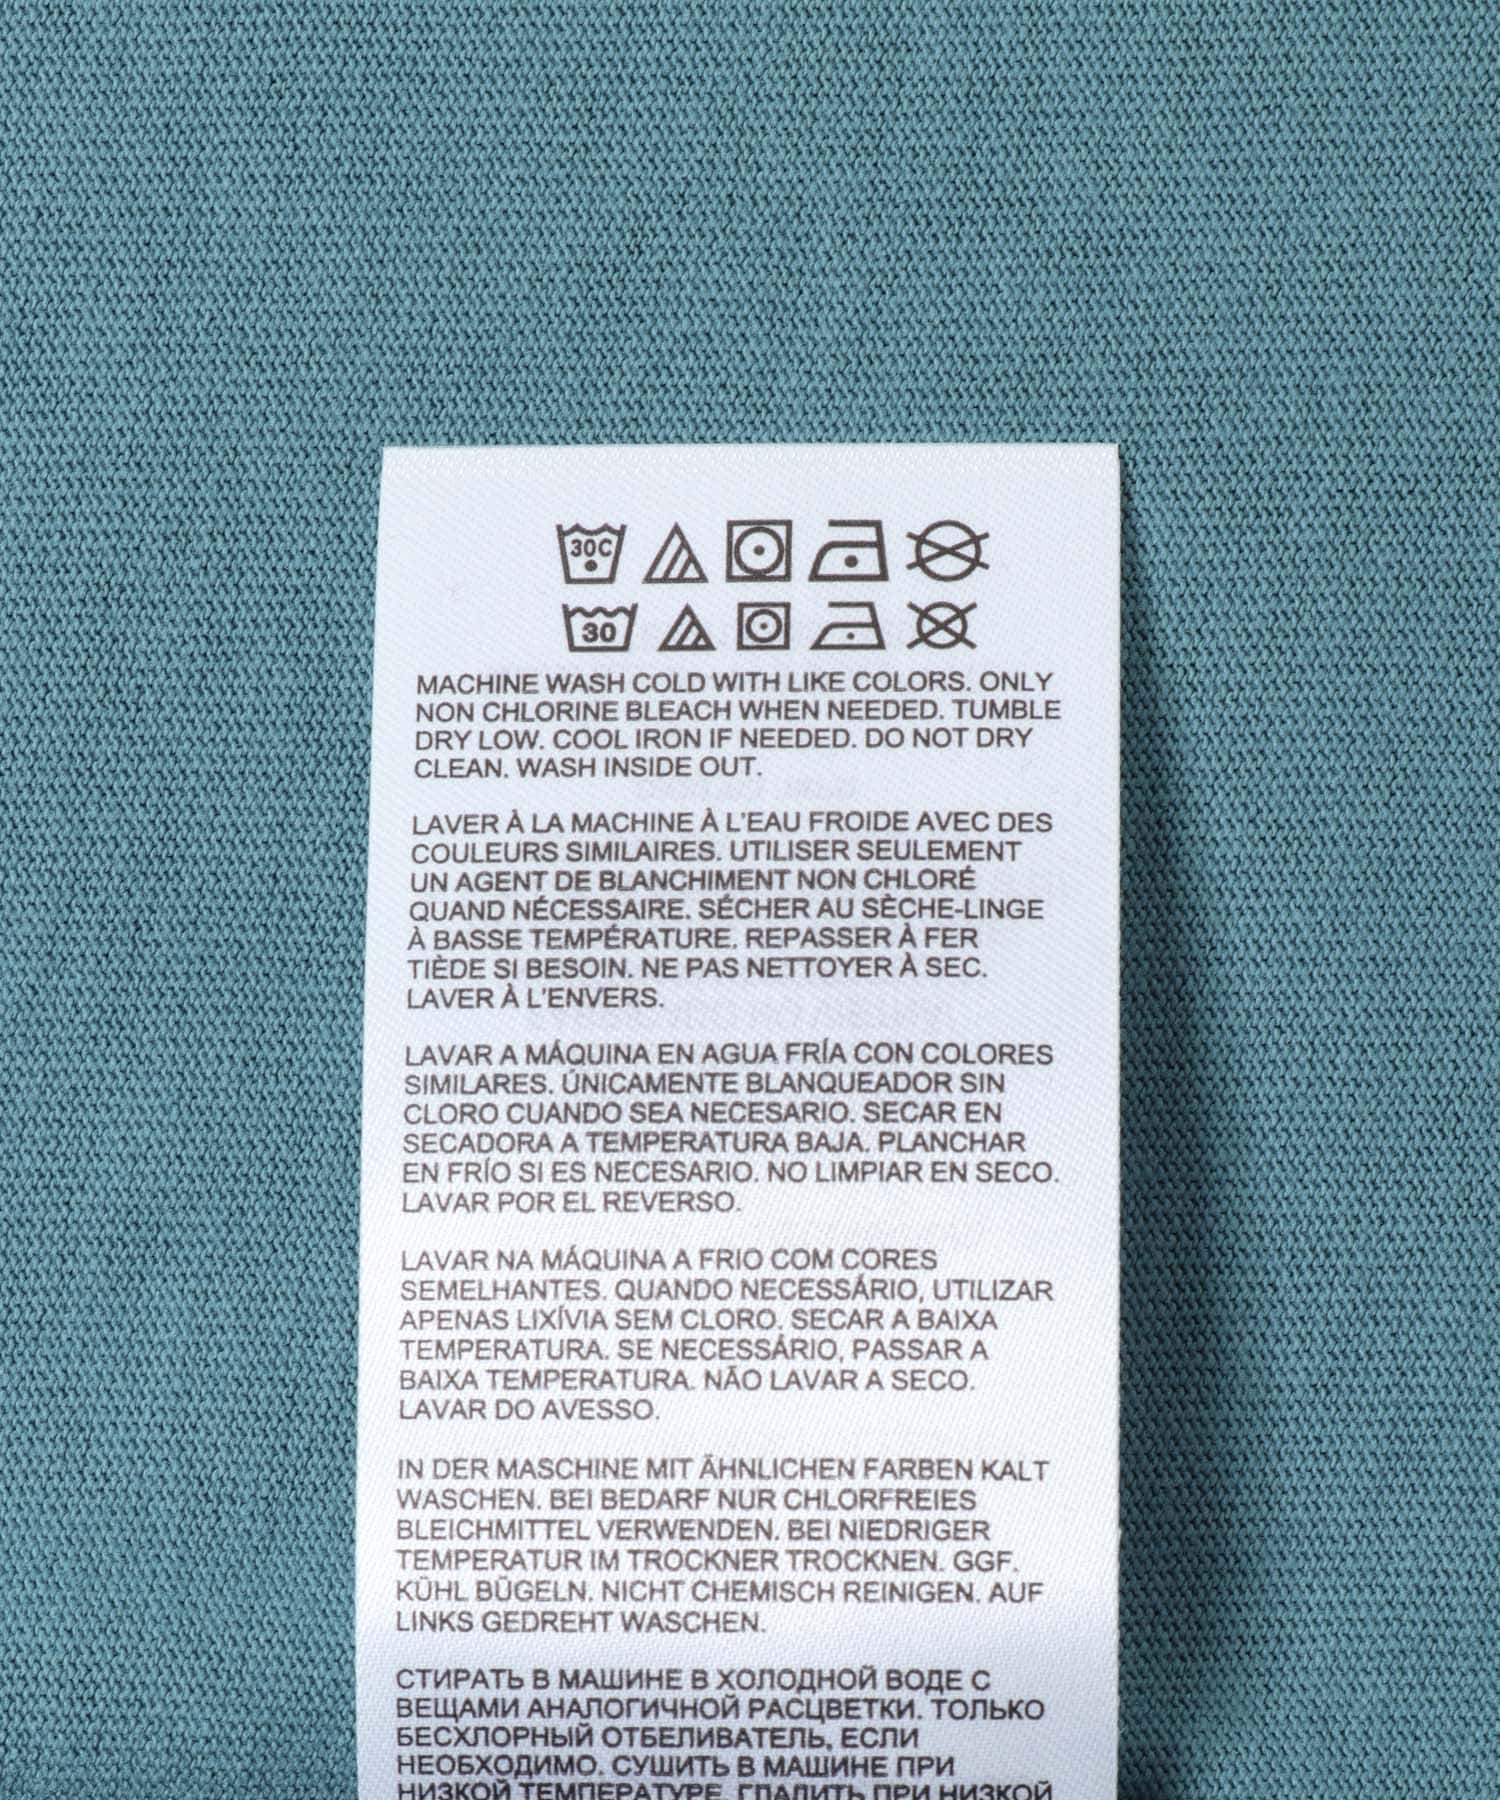 30C
30
MACHINE WASH COLD WITH LIKE COLORS. ONLY
NON CHLORINE BLEACH WHEN NEEDED. TUMBLE
DRY LOW. COOL IRON IF NEEDED. DO NOT DRY
CLEAN. WASH INSIDE OUT.
LAVER À LA MACHINE À L'EAU FROIDE AVEC DES
COULEURS SIMILAIRES. UTILISER SEULEMENT
UN AGENT DE BLANCHIMENT NON CHLORÉ
QUAND NÉCESSAIRE. SÉCHER AU SÈCHE-LINGE
À BASSE TEMPÉRATURE. REPASSER À FER
TIÈDE SI BESOIN. NE PAS NETTOYER À SEC.
LAVER À L'ENVERS.
LAVAR A MÁQUINA EN AGUA FRÍA CON COLORES
SIMILARES. ÚNICAMENTE BLANQUEADOR SIN
CLORO CUANDO SEA NECESARIO. SECAR EN
SECADORA A TEMPERATURA BAJA. PLANCHAR
EN FRÍO SI ES NECESARIO. NO LIMPIAR EN SECO.
LAVAR POR EL REVERSO.
LAVAR NA MÁQUINA A FRIO COM CORES
SEMELHANTES. QUANDO NECESSÁRIO, UTILIZAR
APENAS LIXÍVIA SEM CLORO. SECAR A BAIXA
TEMPERATURA. SE NECESSÁRIO, PASSAR A
BAIXA TEMPERATURA. NÃO LAVAR A SECO.
LAVAR DO AVESSO.
IN DER MASCHINE MIT ÄHNLICHEN FARBEN KALT
WASCHEN. BEI BEDARF NUR CHLORFREIES
BLEICHMITTEL VERWENDEN. BEI NIEDRIGER
TEMPERATUR IM TROCKNER TROCKNEN. GGF.
KÜHL BÜGELN. NICHT CHEMISCH REINIGEN. AUF
LINKS GEDREHT WASCHEN.
СТИРАТЬ В МАШИНЕ В ХОЛОДНОЙ ВОДЕ С
ВЕЩАМИ АНАЛОГИЧНОЙ РАСЦВЕТКИ. ТОЛЬКО
БЕСХЛОРНЫЙ ОТБЕЛИВАТЕЛЬ, ЕСЛИ
НЕОБХОДИМО. СУШИТЬ В МАШИНЕ ПРИ
НИЗКОЙ ТЕМПЕРАТУРЕ. ГЛАДИТЬ ПРИ НИЗКОЙ